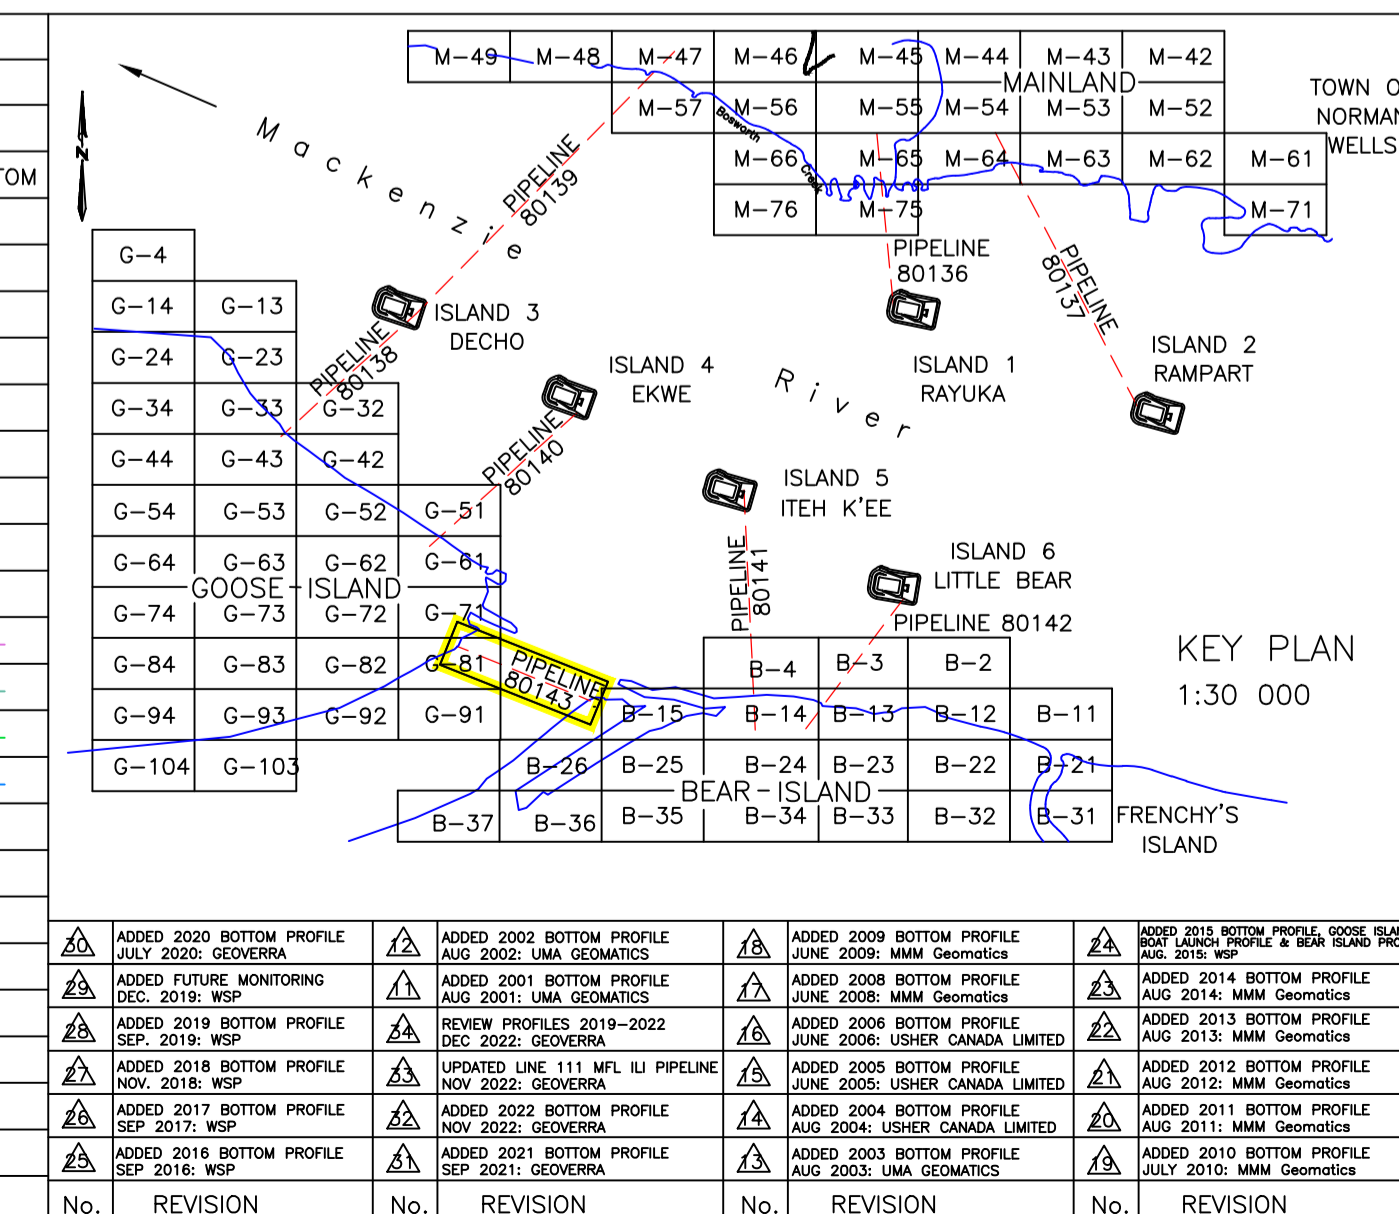 M-49 M-48 M-47 M-46 M-45 M-44 M-43 M-42
MAINLAND
M-57 M-56 M-55 M-54 M-53 M-52
M-66 M-65 M-64 M-63 M-62 M-61
M-76 M-75 M-71
Bosworth
Creek
TOWN O
NORMAN
WELLS
TOM
N
Mackenzie
River
PIPELINE
80139
PIPELINE
80136
PIPELINE
80137
ISLAND 3
DECHO
PIPELINE
80138
ISLAND 4
EKWE
ISLAND 1
RAYUKA
ISLAND 2
RAMPART
PIPELINE
80140
ISLAND 5
ITEH K'EE
PIPELINE
80141
ISLAND 6
LITTLE BEAR
PIPELINE 80142
G-4
G-14 G-13
G-24 G-23
G-34 G-33 G-32
G-44 G-43 G-42
G-54 G-53 G-52 G-51
G-64 G-63 G-62 G-61
GOOSE-ISLAND
G-74 G-73 G-72 G-71
G-84 G-83 G-82 G-81
G-94 G-93 G-92 G-91
G-104 G-103
PIPELINE
80143
KEY PLAN
1:30 000
B-4 B-3 B-2
B-15 B-14 B-13 B-12 B-11
B-26 B-25 B-24 B-23 B-22 B-21
BEAR-ISLAND
B-37 B-36 B-35 B-34 B-33 B-32 B-31
FRENCHY'S
ISLAND
30 ADDED 2020 BOTTOM PROFILE
JULY 2020: GEOVERRA
29 ADDED FUTURE MONITORING
DEC. 2019: WSP
28 ADDED 2019 BOTTOM PROFILE
SEP. 2019: WSP
27 ADDED 2018 BOTTOM PROFILE
NOV. 2018: WSP
26 ADDED 2017 BOTTOM PROFILE
SEP 2017: WSP
25 ADDED 2016 BOTTOM PROFILE
SEP 2016: WSP
No. REVISION
12 ADDED 2002 BOTTOM PROFILE
AUG 2002: UMA GEOMATICS
11 ADDED 2001 BOTTOM PROFILE
AUG 2001: UMA GEOMATICS
34 REVIEW PROFILES 2019-2022
DEC 2022: GEOVERRA
33 UPDATED LINE 111 MFL ILI PIPELINE
NOV 2022: GEOVERRA
32 ADDED 2022 BOTTOM PROFILE
NOV 2022: GEOVERRA
31 ADDED 2021 BOTTOM PROFILE
SEP 2021: GEOVERRA
No. REVISION
18 ADDED 2009 BOTTOM PROFILE
JUNE 2009: MMM Geomatics
17 ADDED 2008 BOTTOM PROFILE
JUNE 2008: MMM Geomatics
16 ADDED 2006 BOTTOM PROFILE
JUNE 2006: USHER CANADA LIMITED
15 ADDED 2005 BOTTOM PROFILE
JUNE 2005: USHER CANADA LIMITED
14 ADDED 2004 BOTTOM PROFILE
AUG 2004: USHER CANADA LIMITED
13 ADDED 2003 BOTTOM PROFILE
AUG 2003: UMA GEOMATICS
No. REVISION
24 ADDED 2015 BOTTOM PROFILE, GOOSE ISLAN
BOAT LAUNCH PROFILE & BEAR ISLAND PRO
AUG. 2015: WSP
23 ADDED 2014 BOTTOM PROFILE
AUG 2014: MMM Geomatics
22 ADDED 2013 BOTTOM PROFILE
AUG 2013: MMM Geomatics
21 ADDED 2012 BOTTOM PROFILE
AUG 2012: MMM Geomatics
20 ADDED 2011 BOTTOM PROFILE
AUG 2011: MMM Geomatics
19 ADDED 2010 BOTTOM PROFILE
JULY 2010: MMM Geomatics
No. REVISION